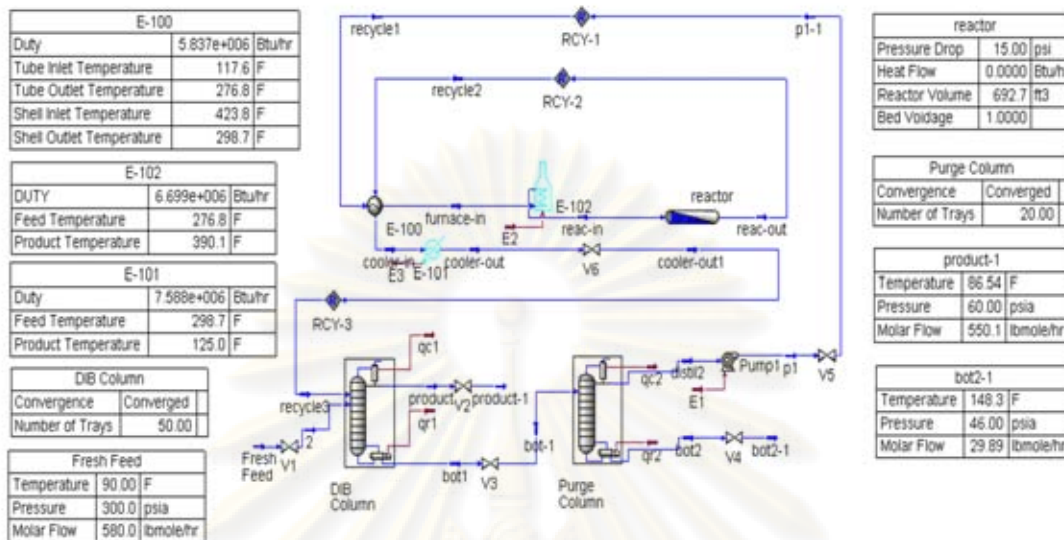 E-100
Duty 5.837e+006 Btu/hr
Tube Inlet Temperature 117.6 F
Tube Outlet Temperature 276.8 F
Shell Inlet Temperature 423.8 F
Shell Outlet Temperature 298.7 F
E-102
DUTY 6.699e+006 Btu/hr
Feed Temperature 276.8 F
Product Temperature 390.1 F
E-101
Duty 7.588e+006 Btu/hr
Feed Temperature 298.7 F
Product Temperature 125.0 F
DIB Column
Convergence Converged
Number of Trays 50.00
Fresh Feed
Temperature 90.00 F
Pressure 300.0 psia
Molar Flow 580.0 lbmole/hr
recycle1
RCY-1
p1-1
recycle2
RCY-2
E-100
furnace-in
E-102
E2
reac-in
reactor
reac-out
cooler-in
E3
E-101
cooler-out
V6
cooler-out1
RCY-3
qc1
recycle3
product
V2
product-1
qr1
Fresh Feed
V1
2
DIB Column
bot1
V3
qc2
distil2
Pump1
p1
V5
E1
qr2
bot2
V4
bot2-1
Purge Column
reactor
Pressure Drop 15.00 psi
Heat Flow 0.0000 Btu/h
Reactor Volume 692.7 ft3
Bed Voidage 1.0000
Purge Column
Convergence Converged
Number of Trays 20.00
product-1
Temperature 86.54 F
Pressure 60.00 psia
Molar Flow 550.1 lbmole/hr
bot2-1
Temperature 148.3 F
Pressure 46.00 psia
Molar Flow 29.89 lbmole/hr